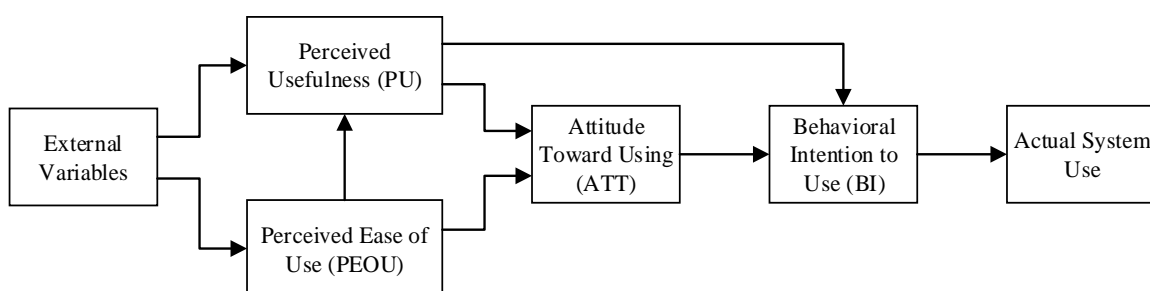 External
Variables
Perceived
Usefulness (PU)
Perceived Ease of
Use (PEOU)
Attitude
Toward Using
(ATT)
Behavioral
Intention to
Use (BI)
Actual System
Use